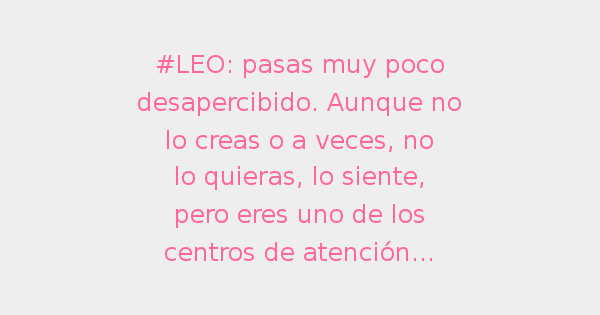 #LEO: pasas muy poco
desapercibido. Aunque no
lo creas o a veces, no
lo quieras, lo siente,
pero eres uno de los
centros de atención...